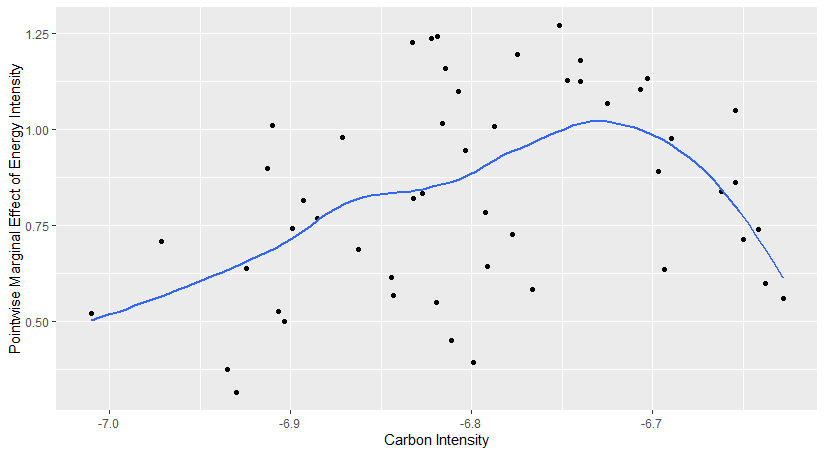 Pointwise Marginal Effect of Energy Intensity
1.25
1.00
0.75
0.50
-7.0 -6.9 -6.8 -6.7
Carbon Intensity